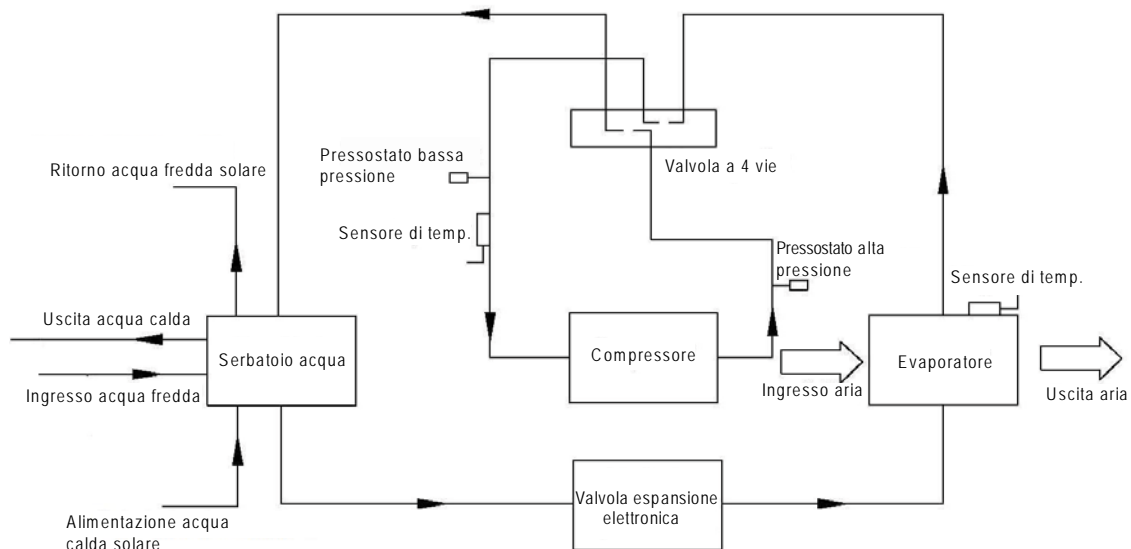 Pressostato bassa
pressione
Valvola a 4 vie
Ritorno acqua fredda solare
Sensore di temp.
Pressostato alta
pressione
Sensore di temp.
Uscita acqua calda
Serbatoio acqua
Compressore
Evaporatore
Ingresso acqua fredda
Ingresso aria
Uscita aria
Valvola espansione
elettronica
Alimentazione acqua
calda solare